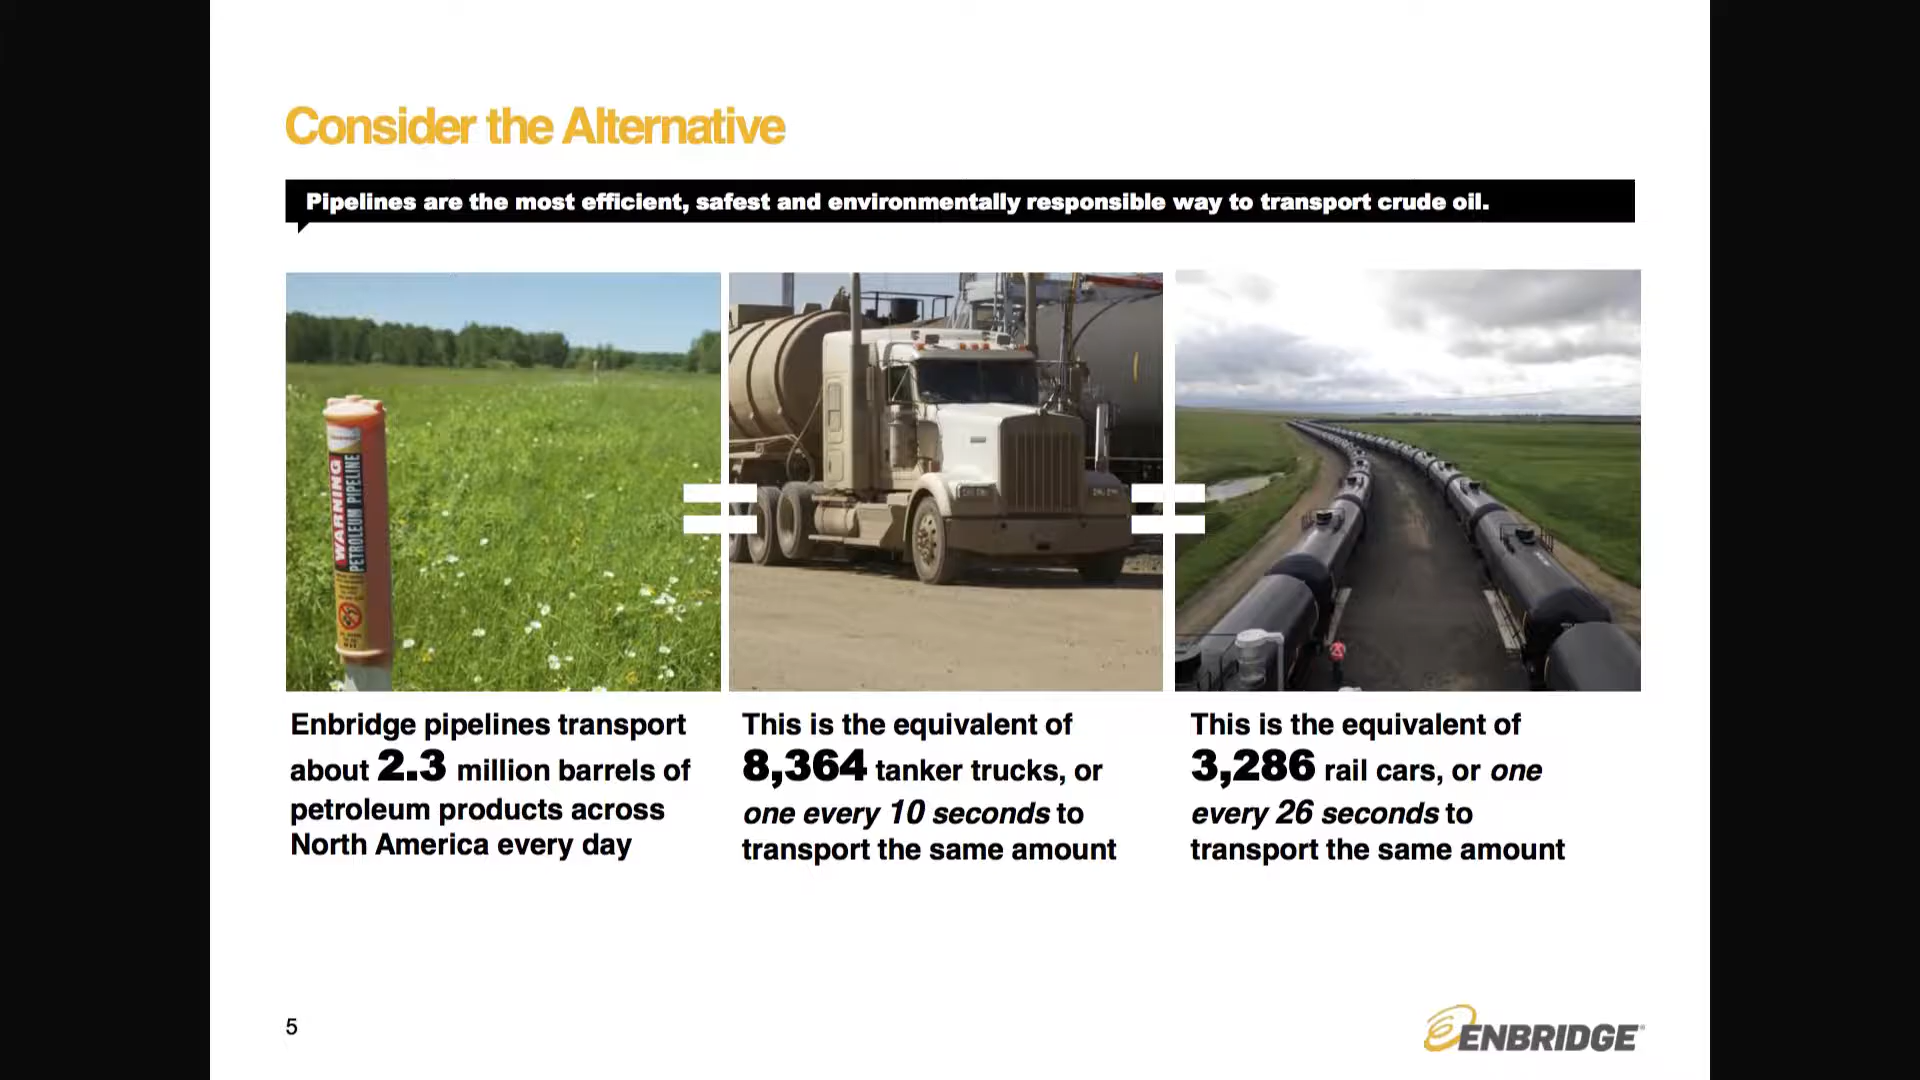 Consider the Alternative
Pipelines are the most efficient, safest and environmentally responsible way to transport crude oil.
WARNING
PETROLEUM PIPELINE
Enbridge pipelines transport
about 2.3 million barrels of
petroleum products across
North America every day
This is the equivalent of
8,364 tanker trucks, or
one every 10 seconds to
transport the same amount
This is the equivalent of
3,286 rail cars, or one
every 26 seconds to
transport the same amount
5
ENBRIDGE